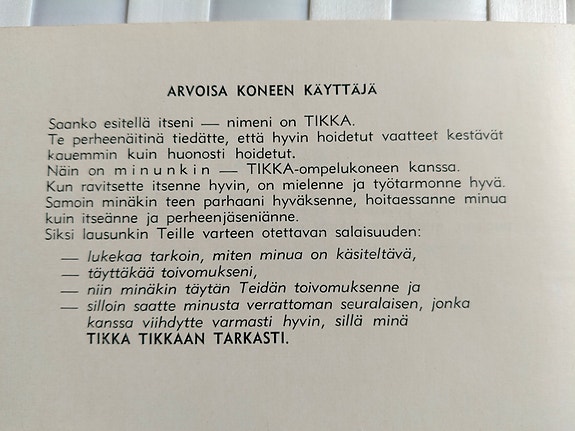 ARVOISA KONEEN KÄYTTÄJÄ
Saanko esitellä itseni — nimeni on TIKKA.
Te perheenäitinä tiedätte, että hyvin hoidetut vaatteet kestävät
kauemmin kuin huonosti hoidetut.
Näin on minunkin — TIKKA-ompelukoneen kanssa.
Kun ravitsette itsenne hyvin, on mielenne ja työtarmonne hyvä.
Samoin minäkin teen parhaani hyväksenne, hoitaessanne minua
kuin itseänne ja perheenjäseniänne.
Siksi lausunkin Teille varteen otettavan salaisuuden:
— lukekaa tarkoin, miten minua on käsiteltävä,
— täyttäkää toivomukseni,
— niin minäkin täytän Teidän toivomuksenne ja
— silloin saatte minusta verrattoman seuralaisen, jonka
kanssa viihdytte varmasti hyvin, sillä minä
TIKKA TIKKAAN TARKASTI.